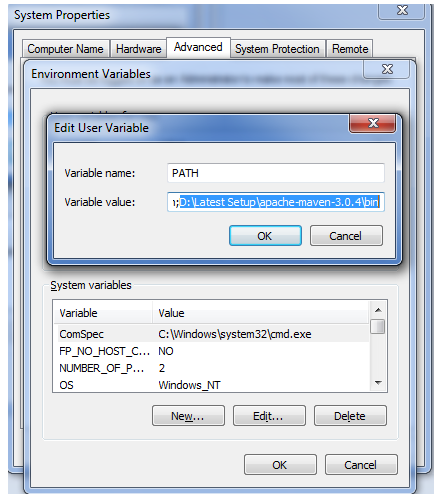 System Properties
Computer Name Hardware Advanced System Protection Remote
Environment Variables
Edit User Variable
Variable name: PATH
Variable value: ;D:\Latest Setup\apache-maven-3.0.4\bin
OK Cancel
System variables
Variable Value
ComSpec C:\Windows\system32\cmd.exe
FP_NO_HOST_C... NO
NUMBER_OF_P... 2
OS Windows_NT
New... Edit... Delete
OK Cancel